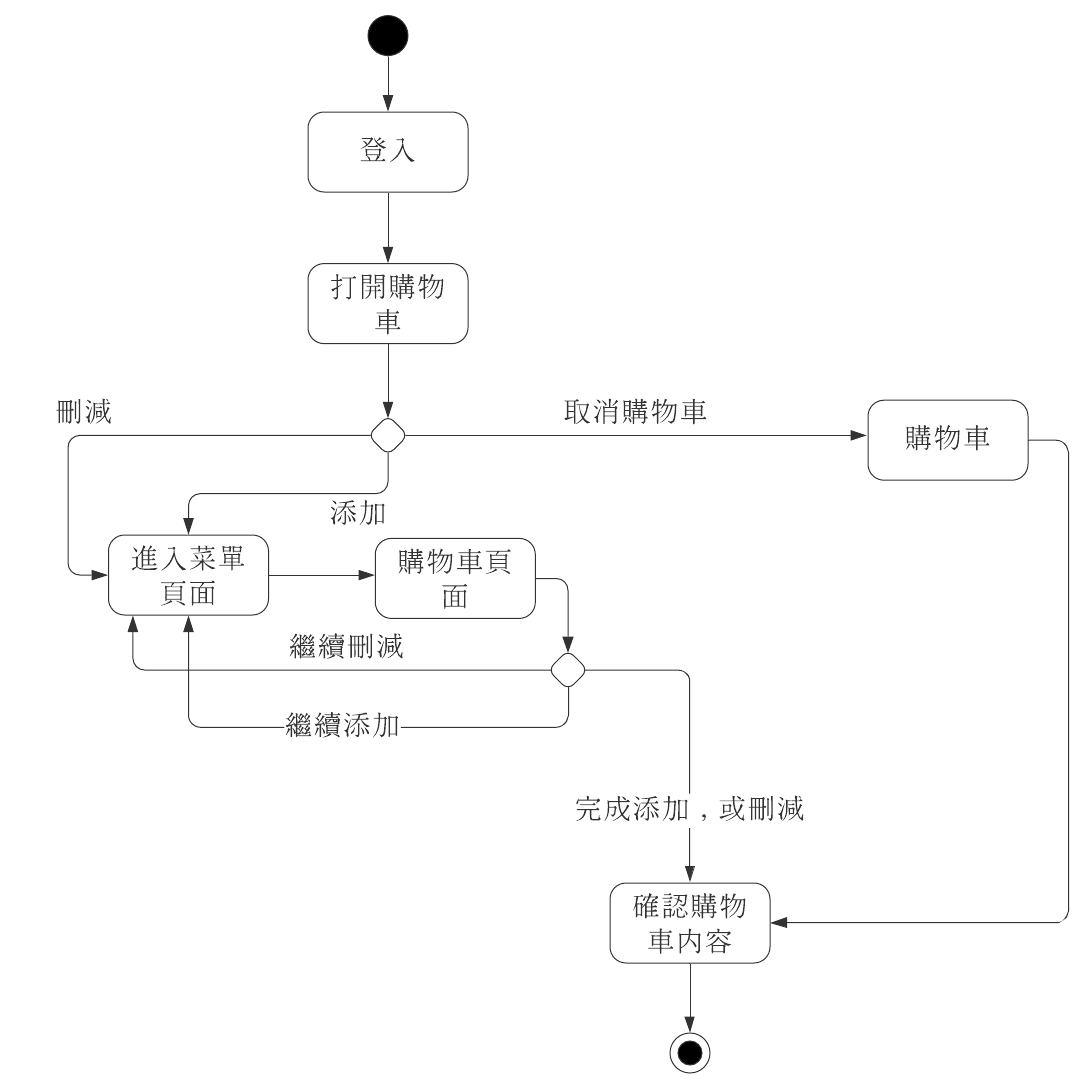 登入
打開購物
車
刪減
取消購物車
購物車
添加
進入菜單
頁面
購物車頁
面
繼續刪減
繼續添加
完成添加，或刪減
確認購物
車内容